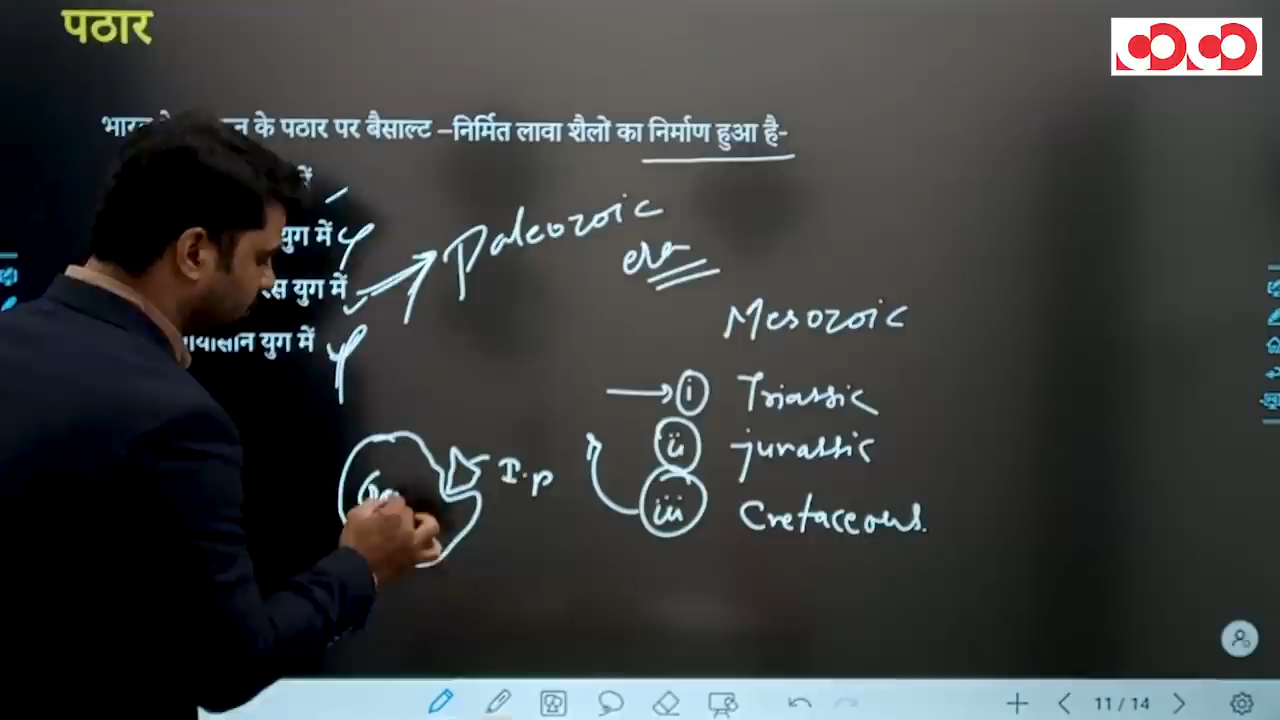 पठार
के पठार पर बैसाल्ट –निर्मित लावा शैलों का निर्माण हुआ है-
में
युग में
युग में
युग में
Paleozoic
era
Mesozoic
i Triassic
ii jurassic
iii Cretaceous.
I.p
11 / 14